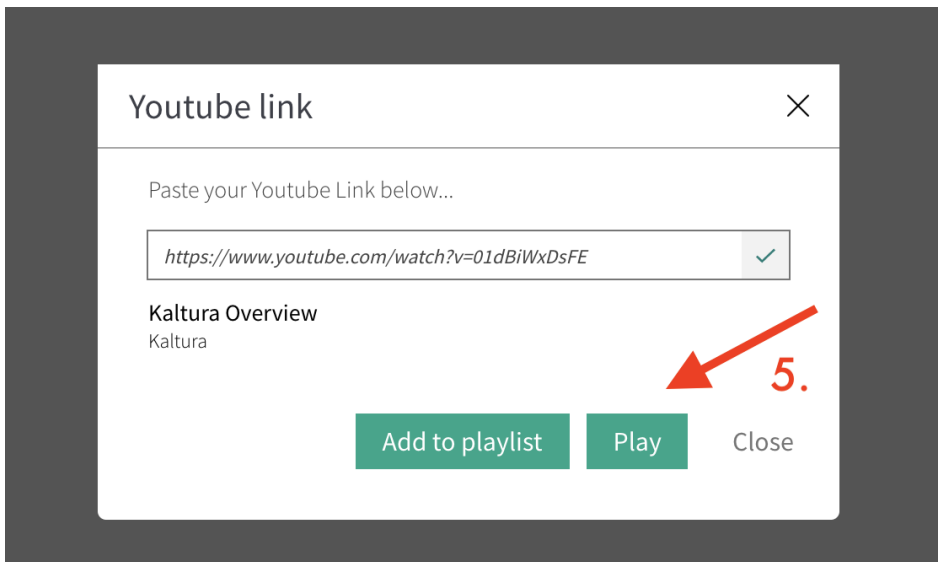 Youtube link
Paste your Youtube Link below...
https://www.youtube.com/watch?v=01dBiWxDsFE
Kaltura Overview
Kaltura
5.
Add to playlist Play Close